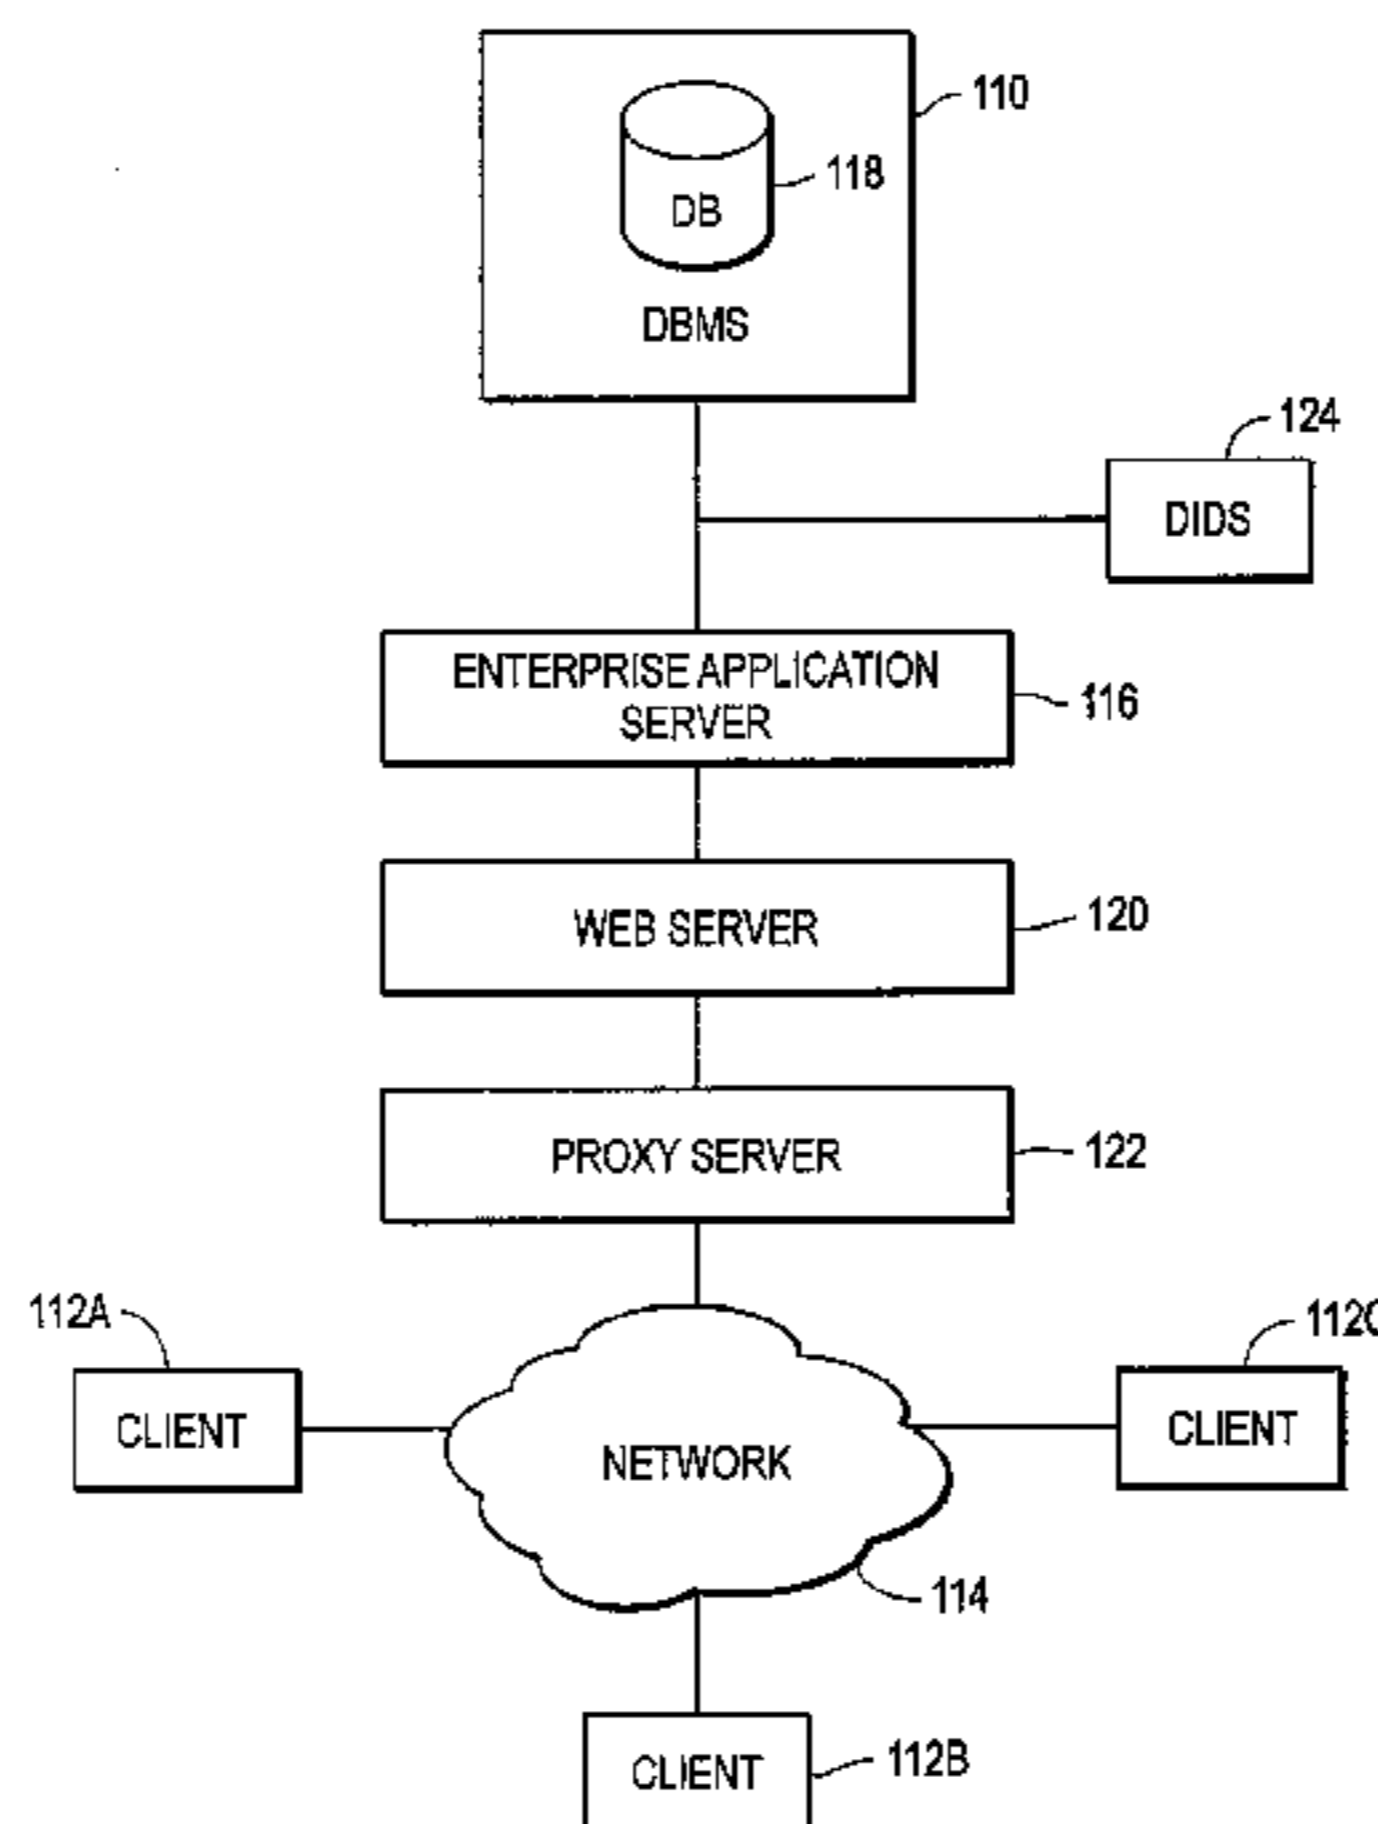 110
118
DB
DBMS
124
DIDS
ENTERPRISE APPLICATION
SERVER
116
WEB SERVER
120
PROXY SERVER
122
112A
112C
CLIENT
CLIENT
NETWORK
114
CLIENT
112B